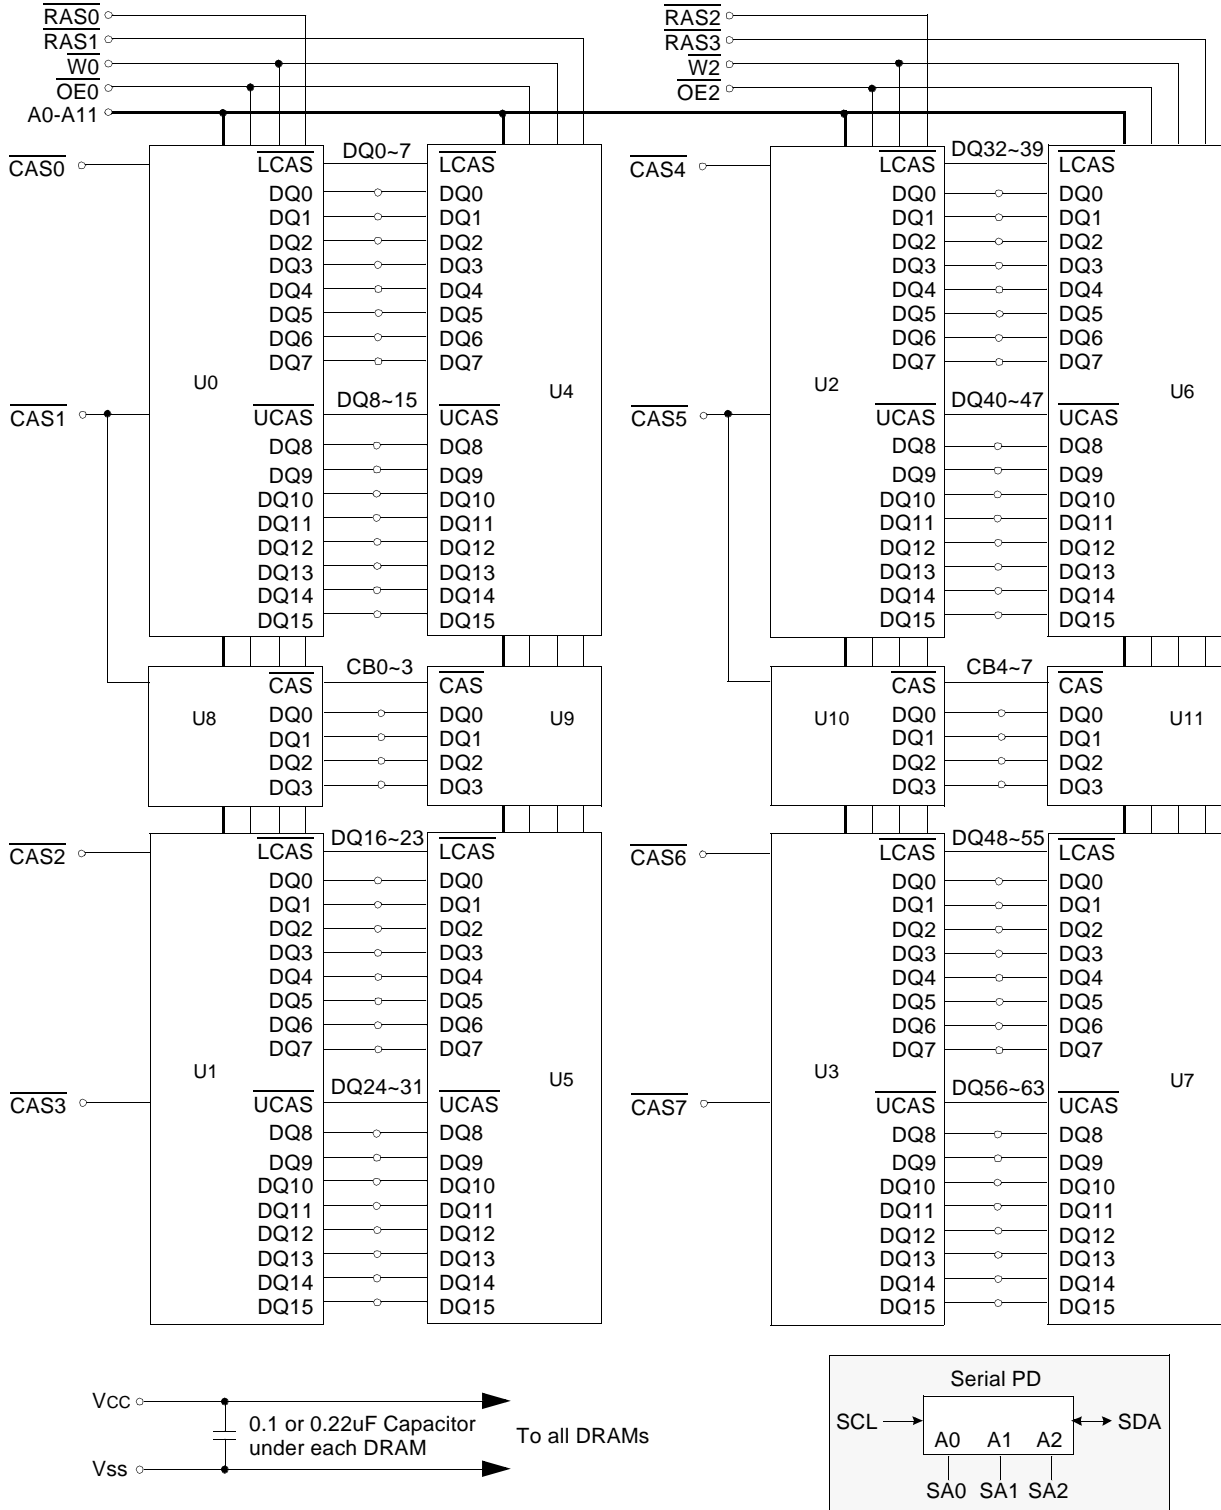 RAS0
RAS1
W0
OE0
A0-A11
RAS2
RAS3
W2
OE2
CAS0
LCAS DQ0~7 LCAS
DQ0 DQ0
DQ1 DQ1
DQ2 DQ2
DQ3 DQ3
DQ4 DQ4
DQ5 DQ5
DQ6 DQ6
DQ7 DQ7
U0 U4
CAS1
UCAS DQ8~15 UCAS
DQ8 DQ8
DQ9 DQ9
DQ10 DQ10
DQ11 DQ11
DQ12 DQ12
DQ13 DQ13
DQ14 DQ14
DQ15 DQ15
CAS CB0~3 CAS
U8 U9
DQ0 DQ0
DQ1 DQ1
DQ2 DQ2
DQ3 DQ3
CAS2
LCAS DQ16~23 LCAS
DQ0 DQ0
DQ1 DQ1
DQ2 DQ2
DQ3 DQ3
DQ4 DQ4
DQ5 DQ5
DQ6 DQ6
DQ7 DQ7
U1 U5
CAS3
UCAS DQ24~31 UCAS
DQ8 DQ8
DQ9 DQ9
DQ10 DQ10
DQ11 DQ11
DQ12 DQ12
DQ13 DQ13
DQ14 DQ14
DQ15 DQ15
CAS4
LCAS DQ32~39 LCAS
DQ0 DQ0
DQ1 DQ1
DQ2 DQ2
DQ3 DQ3
DQ4 DQ4
DQ5 DQ5
DQ6 DQ6
DQ7 DQ7
U2 U6
CAS5
UCAS DQ40~47 UCAS
DQ8 DQ8
DQ9 DQ9
DQ10 DQ10
DQ11 DQ11
DQ12 DQ12
DQ13 DQ13
DQ14 DQ14
DQ15 DQ15
CAS CB4~7 CAS
U10 U11
DQ0 DQ0
DQ1 DQ1
DQ2 DQ2
DQ3 DQ3
CAS6
LCAS DQ48~55 LCAS
DQ0 DQ0
DQ1 DQ1
DQ2 DQ2
DQ3 DQ3
DQ4 DQ4
DQ5 DQ5
DQ6 DQ6
DQ7 DQ7
U3 U7
CAS7
UCAS DQ56~63 UCAS
DQ8 DQ8
DQ9 DQ9
DQ10 DQ10
DQ11 DQ11
DQ12 DQ12
DQ13 DQ13
DQ14 DQ14
DQ15 DQ15
Vcc
0.1 or 0.22uF Capacitor
under each DRAM
To all DRAMs
Vss
Serial PD
SCL SDA
A0 A1 A2
SA0 SA1 SA2